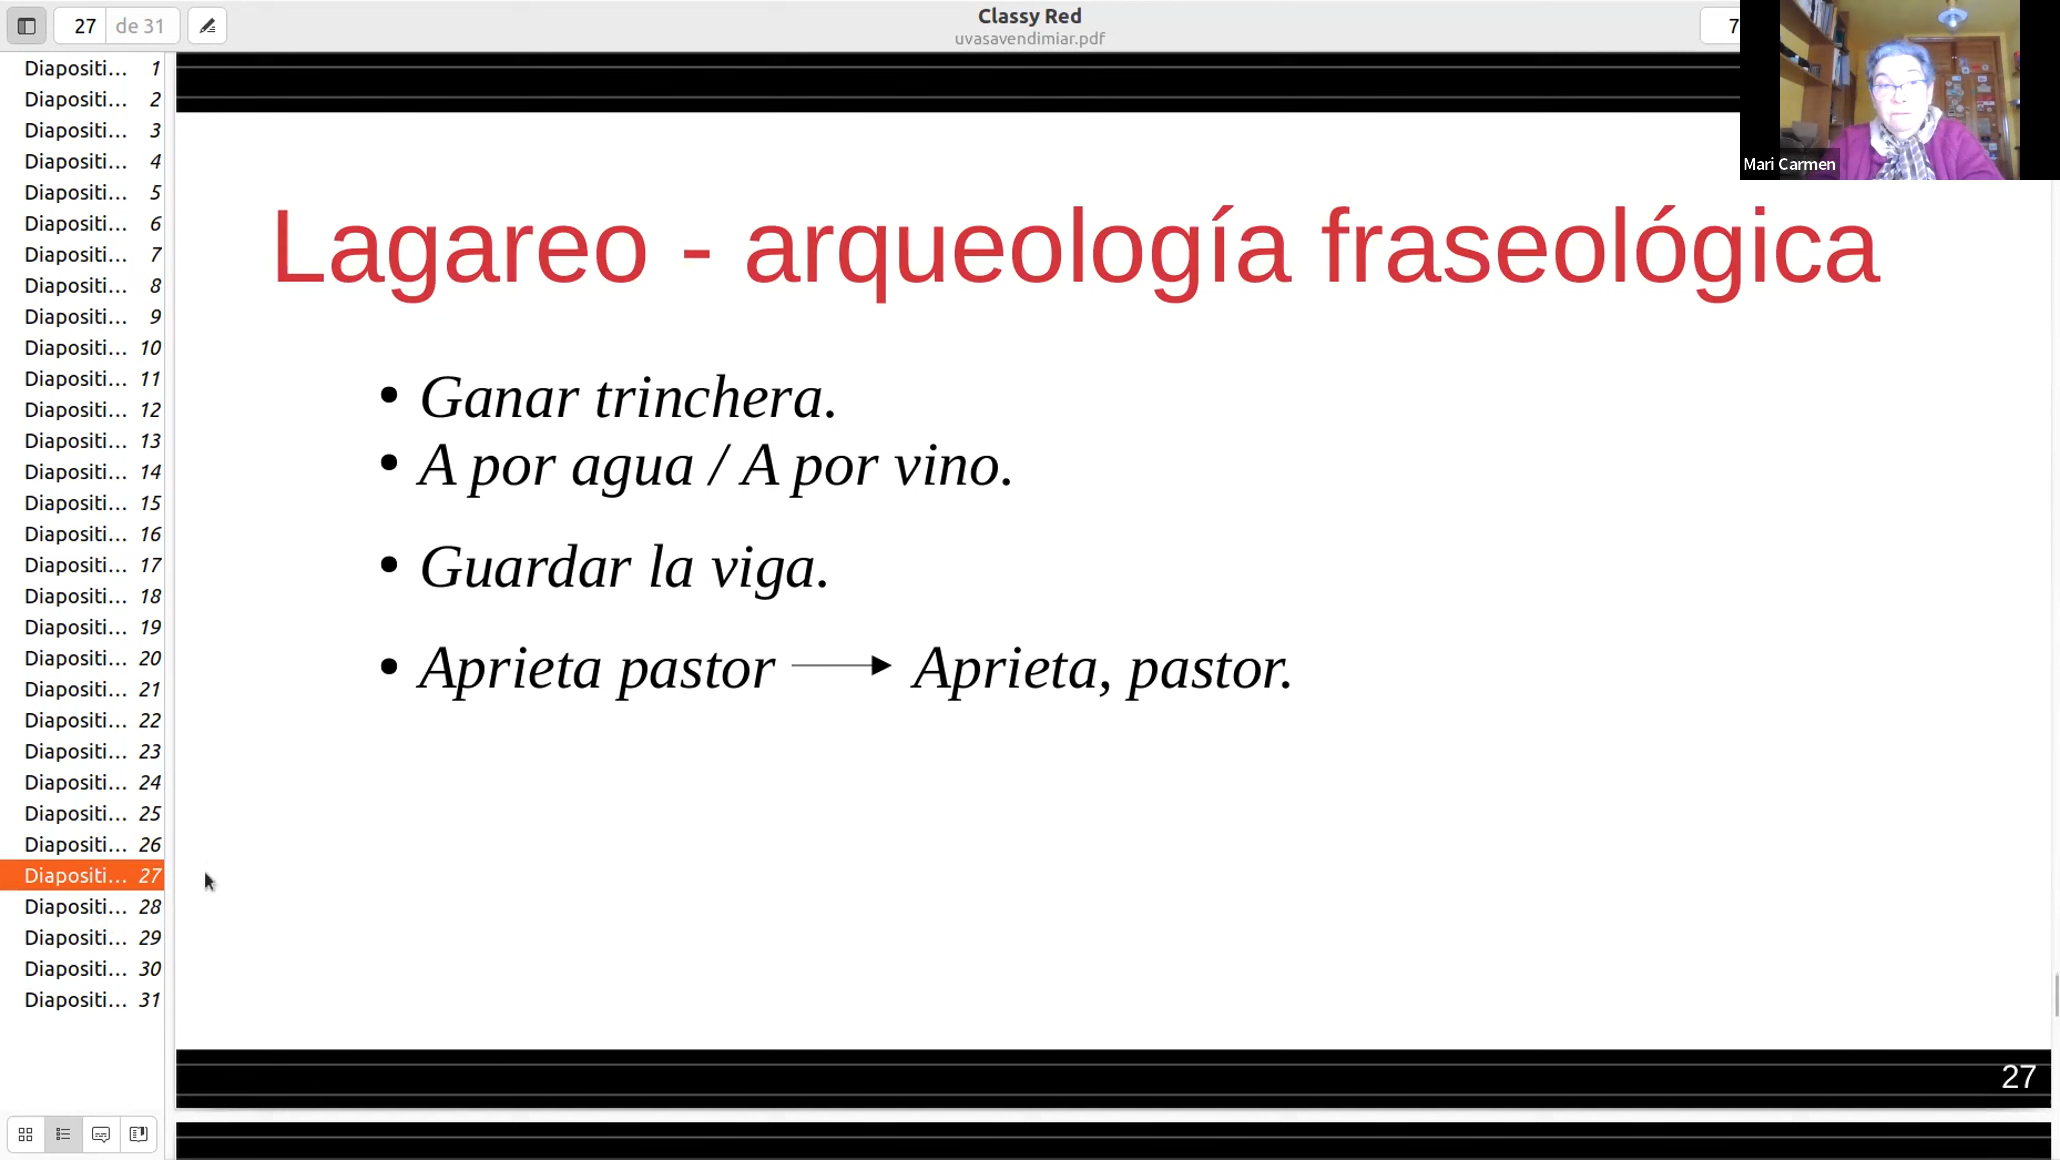 27 de 31
Classy Red
uvasavendimiar.pdf
7
Mari Carmen
Diapositi... 1
Diapositi... 2
Diapositi... 3
Diapositi... 4
Diapositi... 5
Diapositi... 6
Diapositi... 7
Diapositi... 8
Diapositi... 9
Diapositi... 10
Diapositi... 11
Diapositi... 12
Diapositi... 13
Diapositi... 14
Diapositi... 15
Diapositi... 16
Diapositi... 17
Diapositi... 18
Diapositi... 19
Diapositi... 20
Diapositi... 21
Diapositi... 22
Diapositi... 23
Diapositi... 24
Diapositi... 25
Diapositi... 26
Diapositi... 27
Diapositi... 28
Diapositi... 29
Diapositi... 30
Diapositi... 31
Lagareo - arqueología fraseológica
• Ganar trinchera.
• A por agua / A por vino.
• Guardar la viga.
• Aprieta pastor → Aprieta, pastor.
27